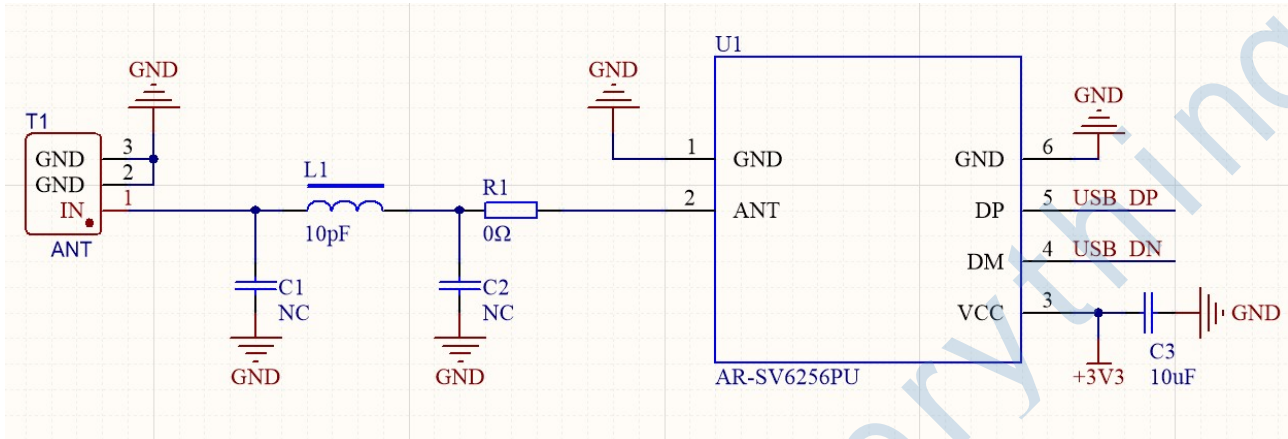 U1
GND
GND
GND
T1
GND 3
GND 2
IN 1
ANT
L1
10pF
R1
0Ω
C1
NC
GND
C2
NC
GND
1 GND
2 ANT
GND 6
DP 5 USB_DP
DM 4 USB_DN
VCC 3
GND
C3
+3V3
10uF
AR-SV6256PU
erything